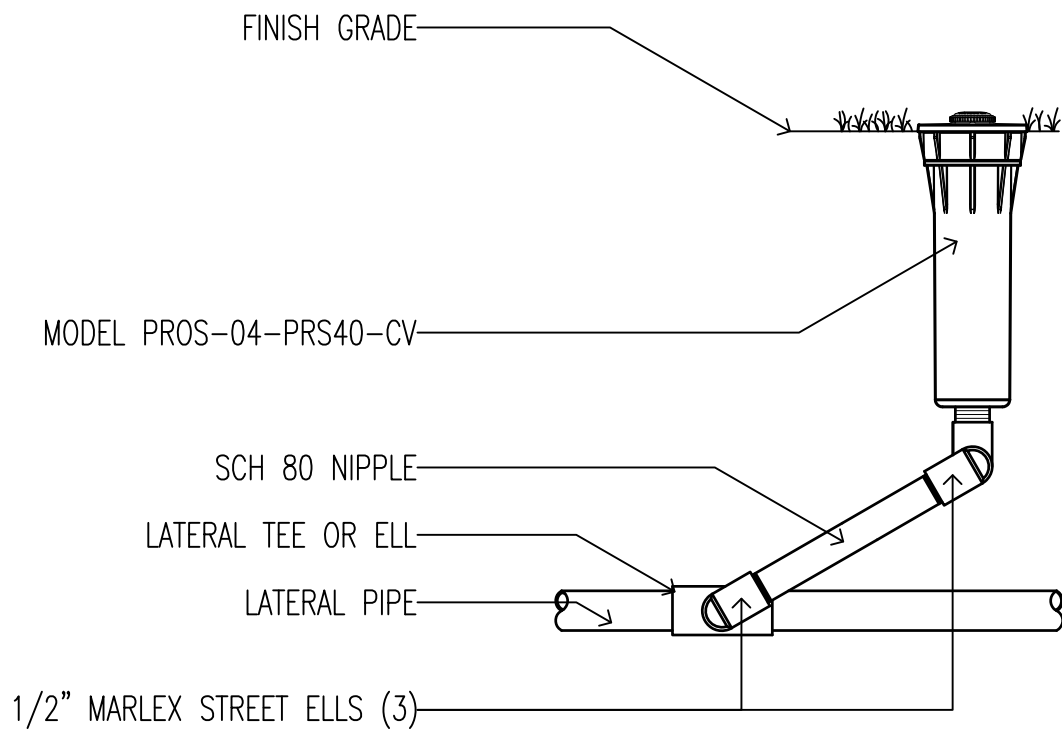 FINISH GRADE
MODEL PROS-04-PRS40-CV
SCH 80 NIPPLE
LATERAL TEE OR ELL
LATERAL PIPE
1/2” MARLEX STREET ELLS (3)